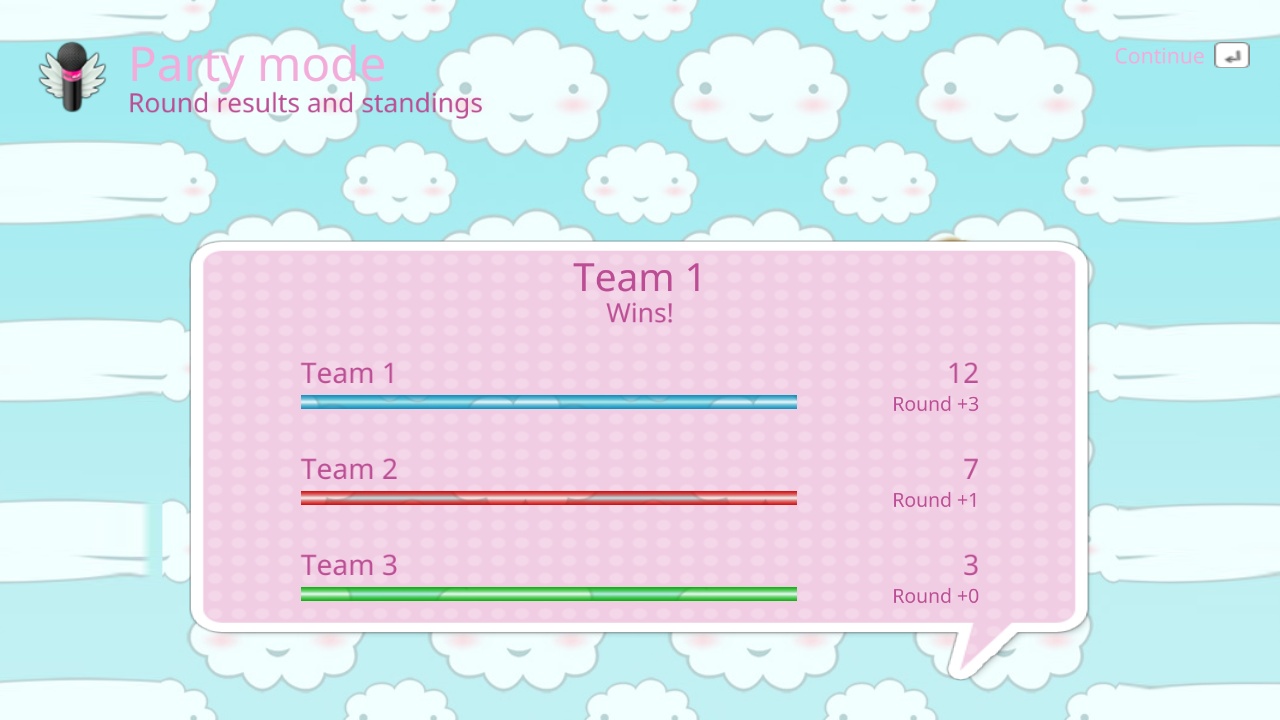 Party mode
Continue
Round results and standings
Team 1
Wins!
Team 1
12
Round +3
Team 2
7
Round +1
Team 3
3
Round +0